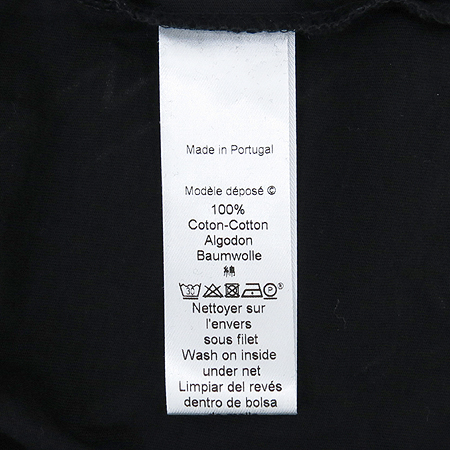 Made in Portugal
Modèle déposé ©
100%
Coton-Cotton
Algodon
Baumwolle
綿
30 P
Nettoyer sur
l'envers
sous filet
Wash on inside
under net
Limpiar del revés
dentro de bolsa